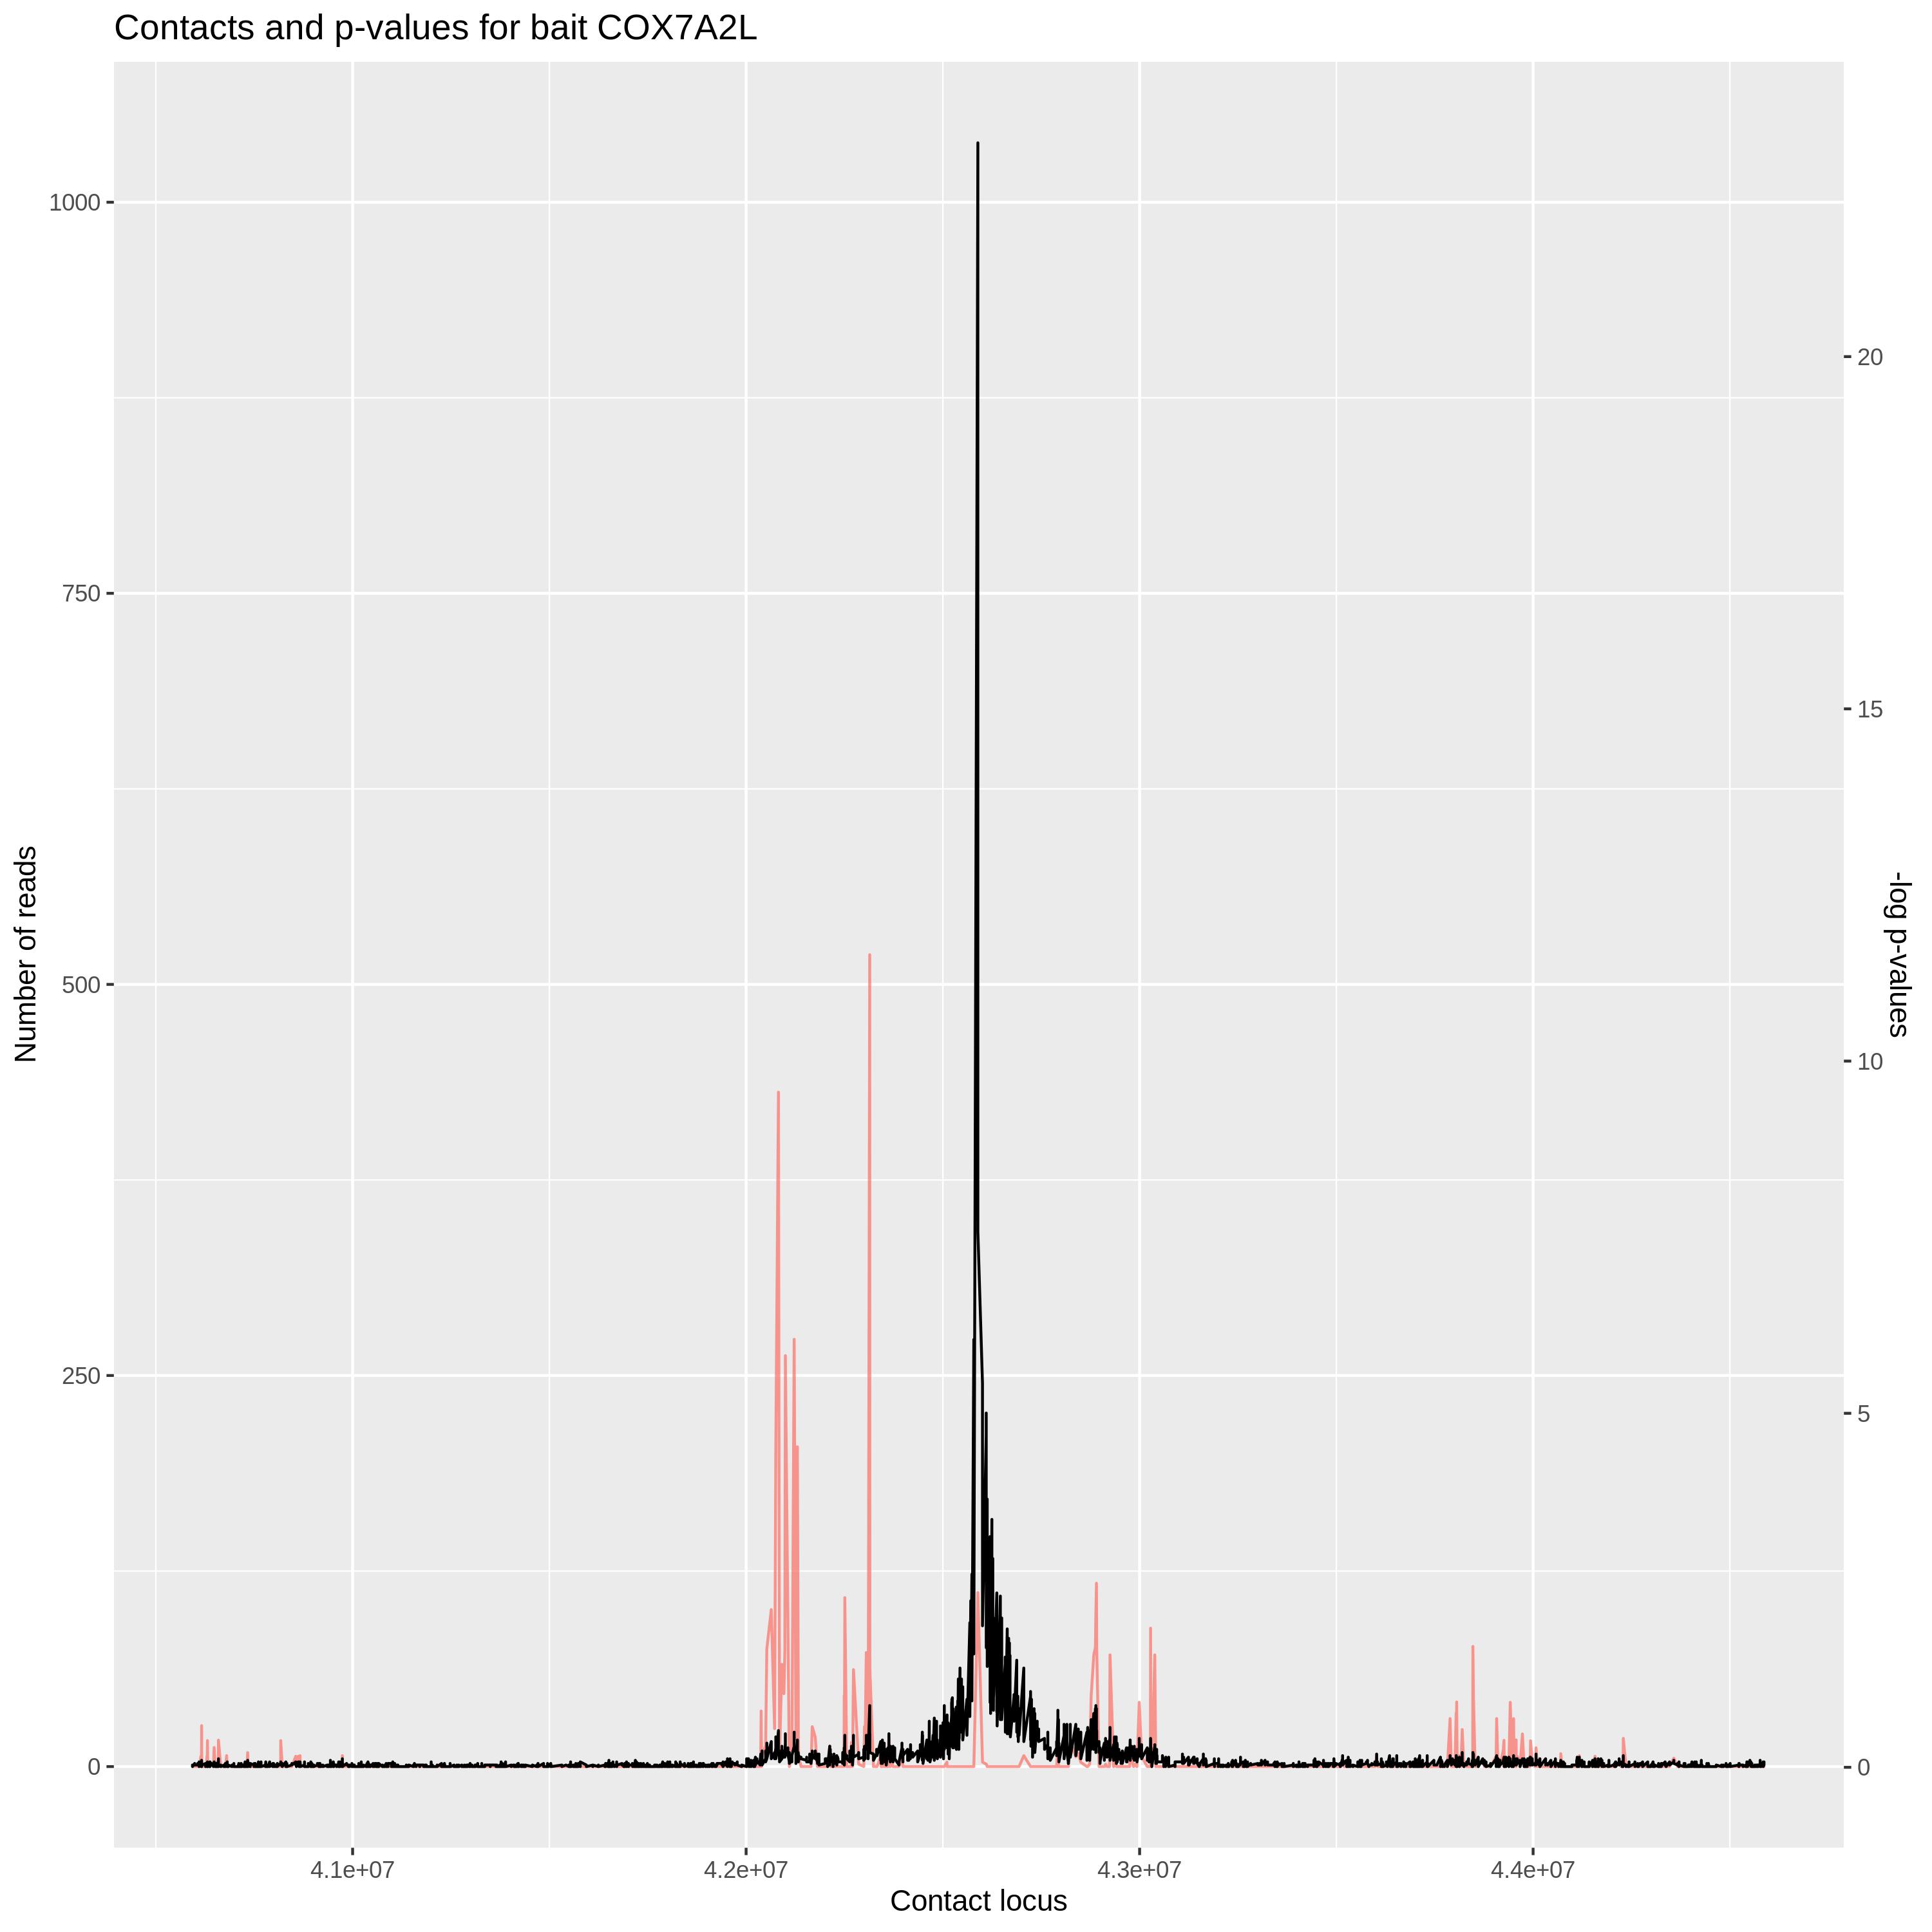 Contacts and p-values for bait COX7A2L
1000
750
500
250
0
Number of reads
20
15
10
5
0
-log p-values
4.1e+07
4.2e+07
4.3e+07
4.4e+07
Contact locus